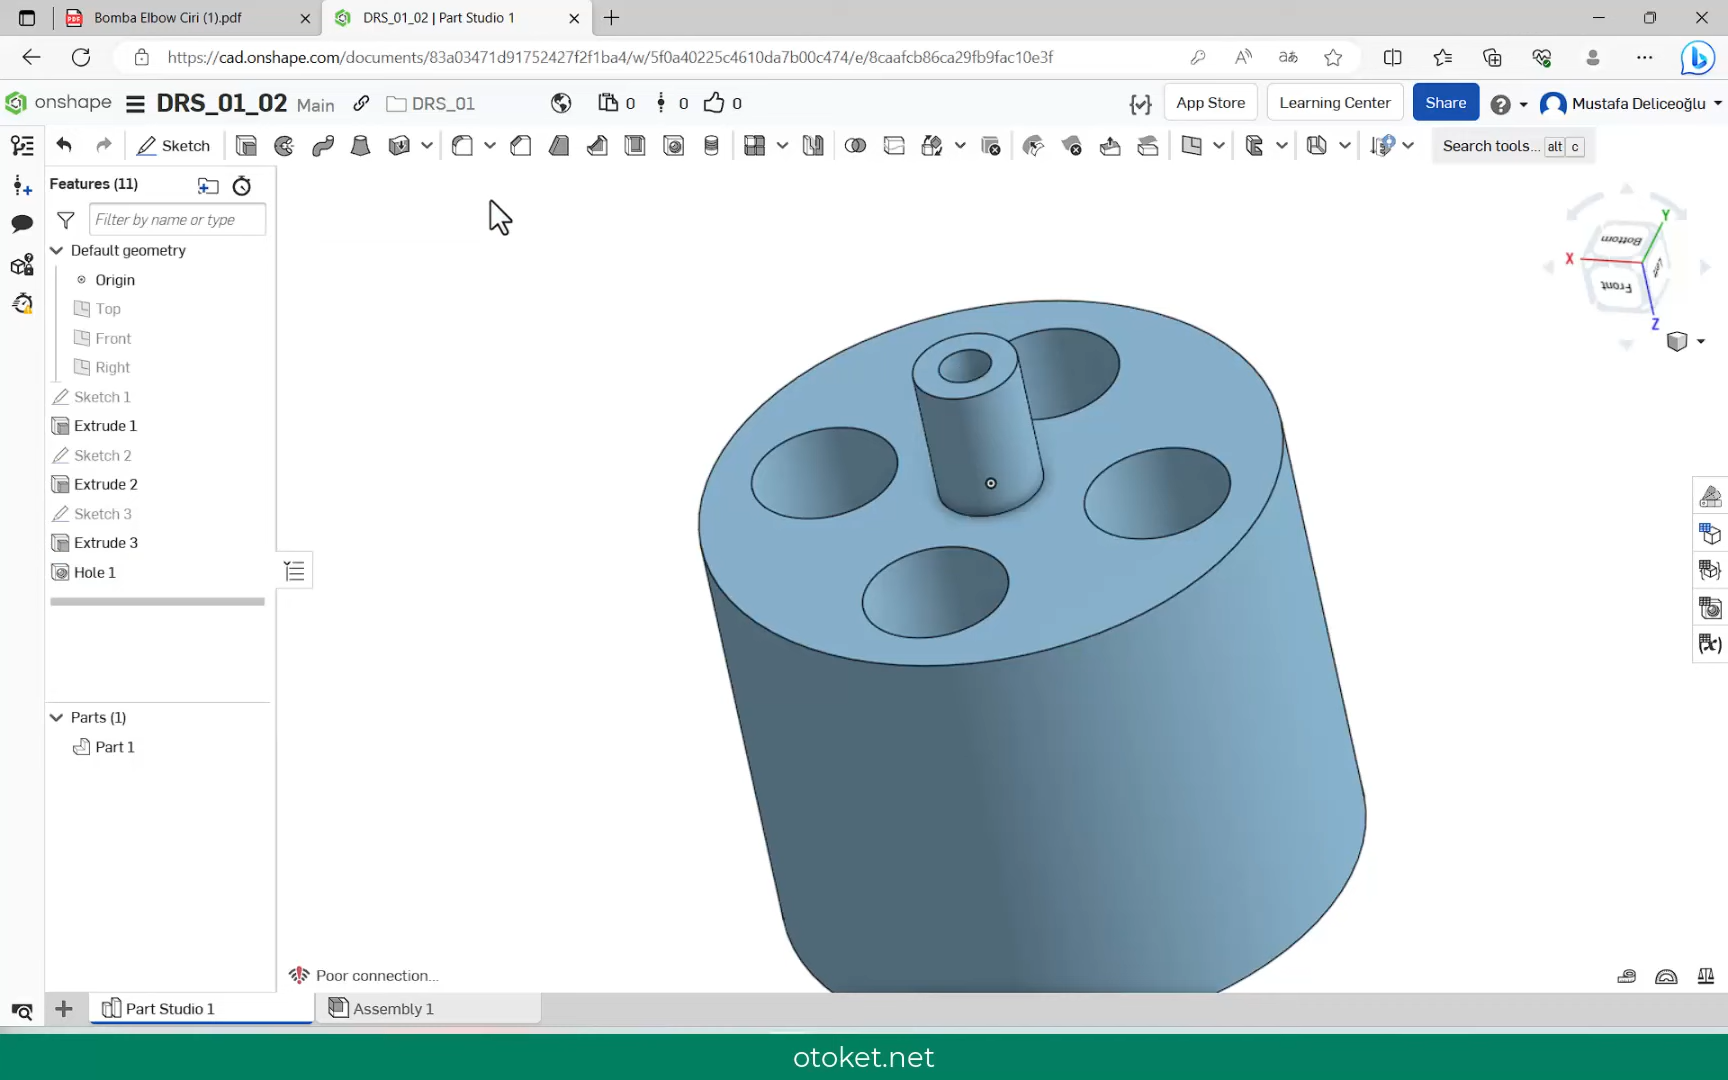 Bomba Elbow Ciri (1).pdf
DRS_01_02 | Part Studio 1
https://cad.onshape.com/documents/83a03471d91752427f2f1ba4/w/5f0a40225c4610da7b00c474/e/8caafcb86ca29fb9fac10e3f
onshape DRS_01_02 Main DRS_01 0 0 0 App Store Learning Center Share Mustafa Deliceoğlu
Sketch Search tools... alt c
Features (11)
Filter by name or type
Default geometry
Origin
Top
Front
Right
Sketch 1
Extrude 1
Sketch 2
Extrude 2
Sketch 3
Extrude 3
Hole 1
Parts (1)
Part 1
Y
Bottom
X
Left
Front
Z
Poor connection...
Part Studio 1
Assembly 1
otoket.net